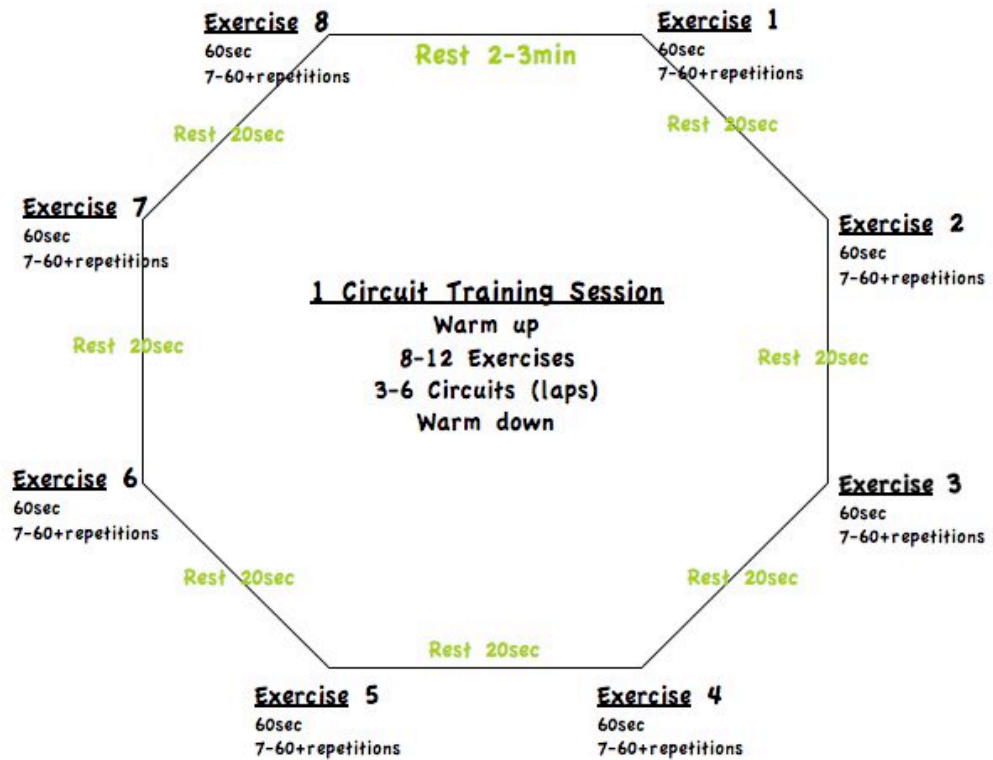 Exercise 8
60sec
7-60+repetitions
Rest 2-3min
Exercise 1
60sec
7-60+repetitions
Rest 20sec
Rest 20sec
Exercise 7
60sec
7-60+repetitions
Exercise 2
60sec
7-60+repetitions
1 Circuit Training Session
Warm up
8-12 Exercises
3-6 Circuits (laps)
Warm down
Rest 20sec
Rest 20sec
Exercise 6
60sec
7-60+repetitions
Exercise 3
60sec
7-60+repetitions
Rest 20sec
Rest 20sec
Rest 20sec
Exercise 5
60sec
7-60+repetitions
Exercise 4
60sec
7-60+repetitions